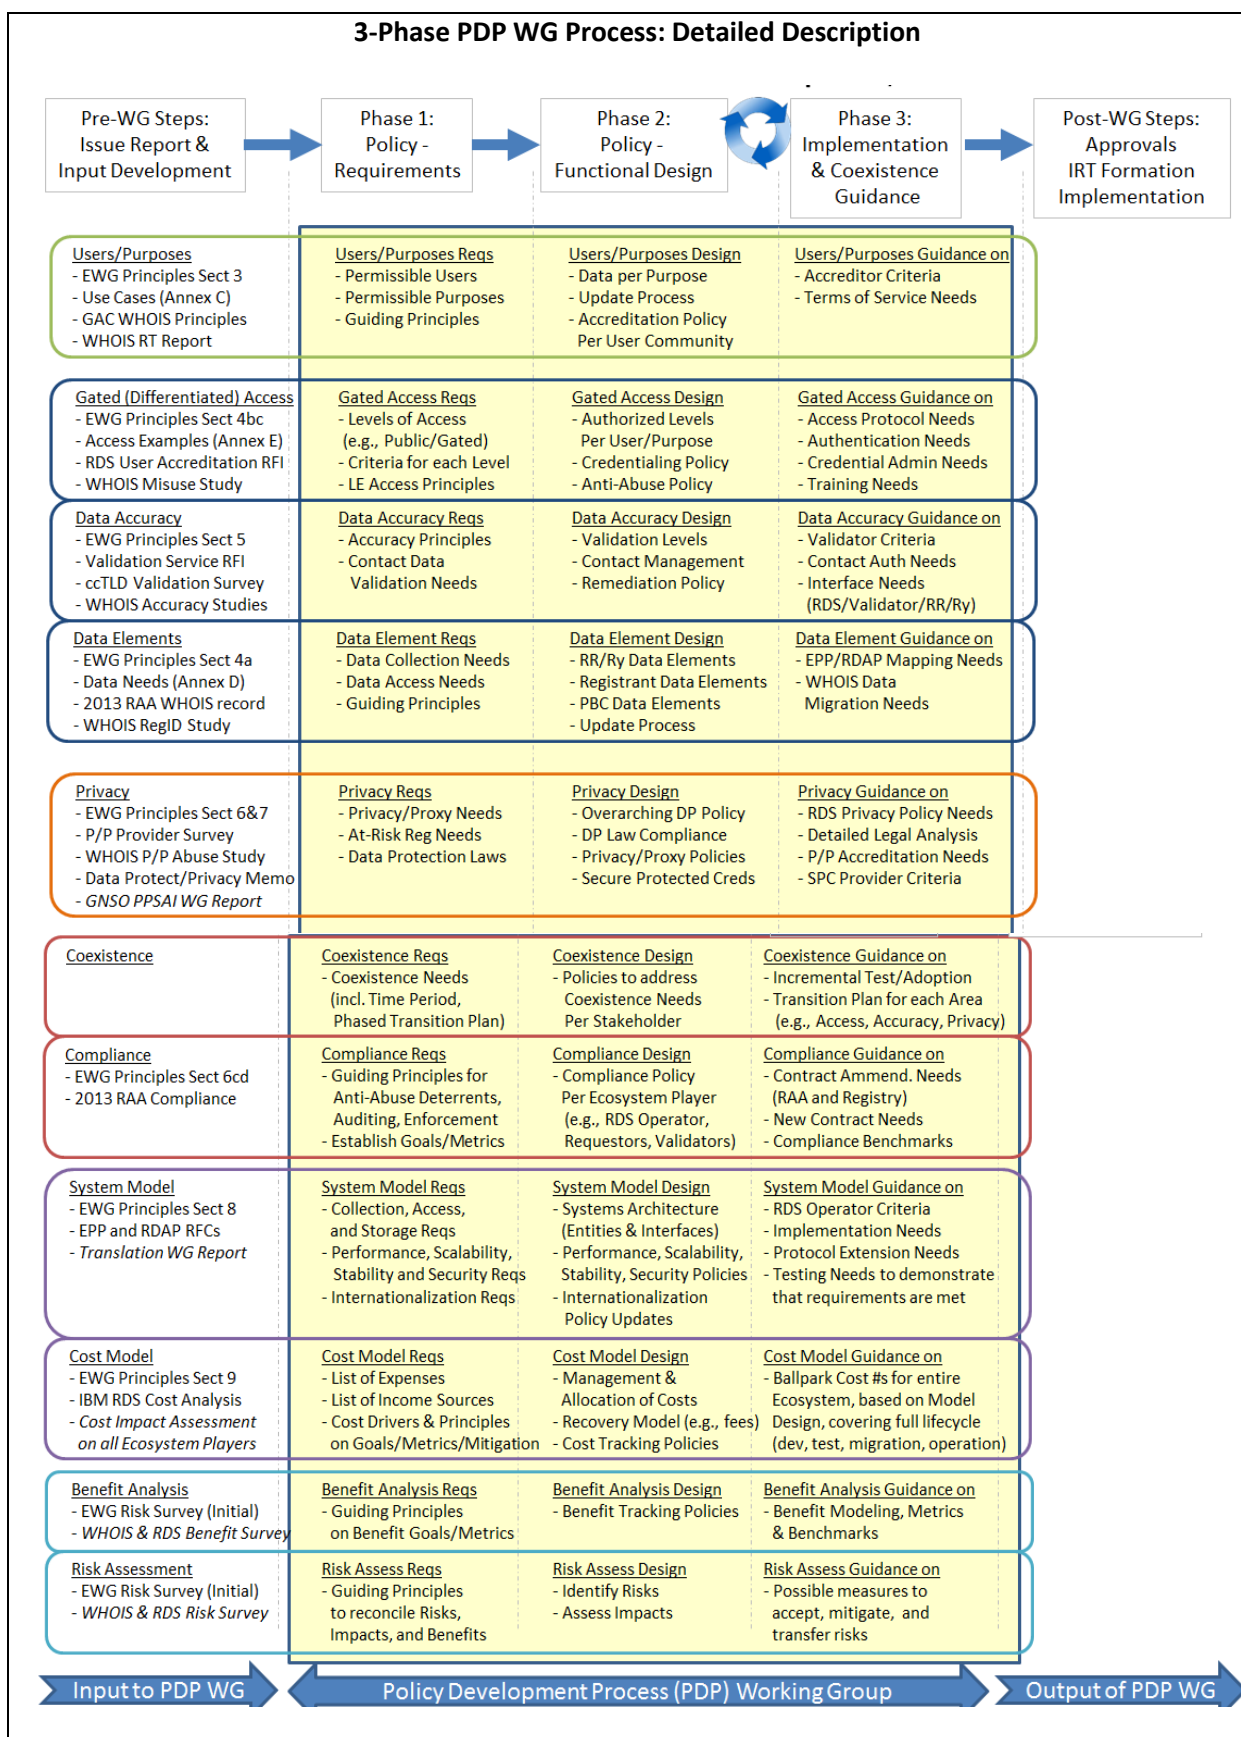 3-Phase PDP WG Process: Detailed Description
Pre-WG Steps:
Issue Report &
Input Development
Phase 1:
Policy -
Requirements
Phase 2:
Policy -
Functional Design
Phase 3:
Implementation
& Coexistence
Guidance
Post-WG Steps:
Approvals
IRT Formation
Implementation
Users/Purposes
- EWG Principles Sect 3
- Use Cases (Annex C)
- GAC WHOIS Principles
- WHOIS RT Report
Users/Purposes Reqs
- Permissible Users
- Permissible Purposes
- Guiding Principles
Users/Purposes Design
- Data per Purpose
- Update Process
- Accreditation Policy
Per User Community
Users/Purposes Guidance on
- Accreditor Criteria
- Terms of Service Needs
Gated (Differentiated) Access
- EWG Principles Sect 4bc
- Access Examples (Annex E)
- RDS User Accreditation RFI
- WHOIS Misuse Study
Gated Access Reqs
- Levels of Access
(e.g., Public/Gated)
- Criteria for each Level
- LE Access Principles
Gated Access Design
- Authorized Levels
Per User/Purpose
- Credentialing Policy
- Anti-Abuse Policy
Gated Access Guidance on
- Access Protocol Needs
- Authentication Needs
- Credential Admin Needs
- Training Needs
Data Accuracy
- EWG Principles Sect 5
- Validation Service RFI
- ccTLD Validation Survey
- WHOIS Accuracy Studies
Data Accuracy Reqs
- Accuracy Principles
- Contact Data
Validation Needs
Data Accuracy Design
- Validation Levels
- Contact Management
- Remediation Policy
Data Accuracy Guidance on
- Validator Criteria
- Contact Auth Needs
- Interface Needs
(RDS/Validator/RR/Ry)
Data Elements
- EWG Principles Sect 4a
- Data Needs (Annex D)
- 2013 RAA WHOIS record
- WHOIS RegID Study
Data Element Reqs
- Data Collection Needs
- Data Access Needs
- Guiding Principles
Data Element Design
- RR/Ry Data Elements
- Registrant Data Elements
- PBC Data Elements
- Update Process
Data Element Guidance on
- EPP/RDAP Mapping Needs
- WHOIS Data
Migration Needs
Privacy
- EWG Principles Sect 6&7
- P/P Provider Survey
- WHOIS P/P Abuse Study
- Data Protect/Privacy Memo
- GNSO PPSAI WG Report
Privacy Reqs
- Privacy/Proxy Needs
- At-Risk Reg Needs
- Data Protection Laws
Privacy Design
- Overarching DP Policy
- DP Law Compliance
- Privacy/Proxy Policies
- Secure Protected Creds
Privacy Guidance on
- RDS Privacy Policy Needs
- Detailed Legal Analysis
- P/P Accreditation Needs
- SPC Provider Criteria
Coexistence
Coexistence Reqs
- Coexistence Needs
(incl. Time Period,
Phased Transition Plan)
Coexistence Design
- Policies to address
Coexistence Needs
Per Stakeholder
Coexistence Guidance on
- Incremental Test/Adoption
- Transition Plan for each Area
(e.g., Access, Accuracy, Privacy)
Compliance
- EWG Principles Sect 6cd
- 2013 RAA Compliance
Compliance Reqs
- Guiding Principles for
Anti-Abuse Deterrents,
Auditing, Enforcement
- Establish Goals/Metrics
Compliance Design
- Compliance Policy
Per Ecosystem Player
(e.g., RDS Operator,
Requestors, Validators)
Compliance Guidance on
- Contract Ammend. Needs
(RAA and Registry)
- New Contract Needs
- Compliance Benchmarks
System Model
- EWG Principles Sect 8
- EPP and RDAP RFCs
- Translation WG Report
System Model Reqs
- Collection, Access,
and Storage Reqs
- Performance, Scalability,
Stability and Security Reqs
- Internationalization Reqs
System Model Design
- Systems Architecture
(Entities & Interfaces)
- Performance, Scalability,
Stability, Security Policies
- Internationalization
Policy Updates
System Model Guidance on
- RDS Operator Criteria
- Implementation Needs
- Protocol Extension Needs
- Testing Needs to demonstrate
that requirements are met
Cost Model
- EWG Principles Sect 9
- IBM RDS Cost Analysis
- Cost Impact Assessment
on all Ecosystem Players
Cost Model Reqs
- List of Expenses
- List of Income Sources
- Cost Drivers & Principles
on Goals/Metrics/Mitigation
Cost Model Design
- Management &
Allocation of Costs
- Recovery Model (e.g., fees)
- Cost Tracking Policies
Cost Model Guidance on
- Ballpark Cost #s for entire
Ecosystem, based on Model
Design, covering full lifecycle
(dev, test, migration, operation)
Benefit Analysis
- EWG Risk Survey (Initial)
- WHOIS & RDS Benefit Survey
Benefit Analysis Reqs
- Guiding Principles
on Benefit Goals/Metrics
Benefit Analysis Design
- Benefit Tracking Policies
Benefit Analysis Guidance on
- Benefit Modeling, Metrics
& Benchmarks
Risk Assessment
- EWG Risk Survey (Initial)
- WHOIS & RDS Risk Survey
Risk Assess Reqs
- Guiding Principles
to reconcile Risks,
Impacts, and Benefits
Risk Assess Design
- Identify Risks
- Assess Impacts
Risk Assess Guidance on
- Possible measures to
accept, mitigate, and
transfer risks
Input to PDP WG
Policy Development Process (PDP) Working Group
Output of PDP WG